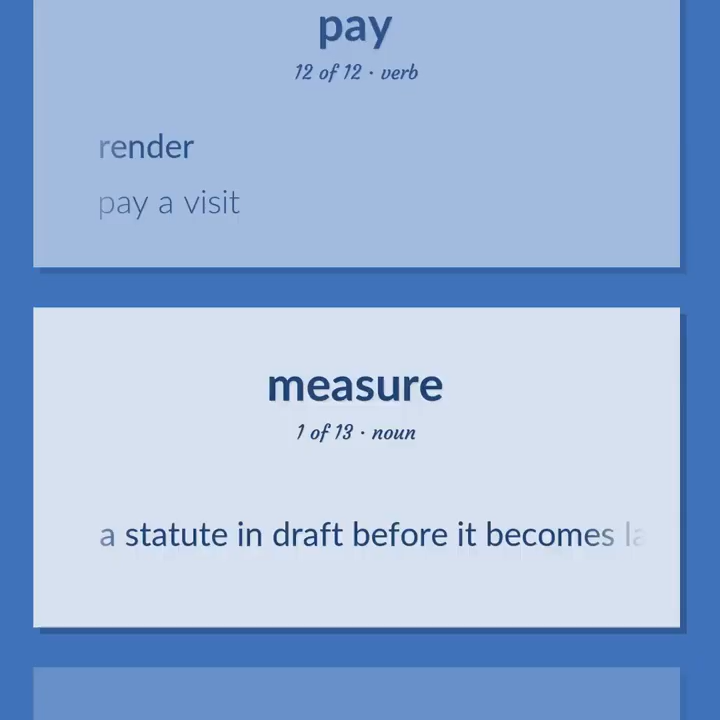 pay
12 of 12 · verb
render
pay a visit
measure
1 of 13 · noun
a statute in draft before it becomes